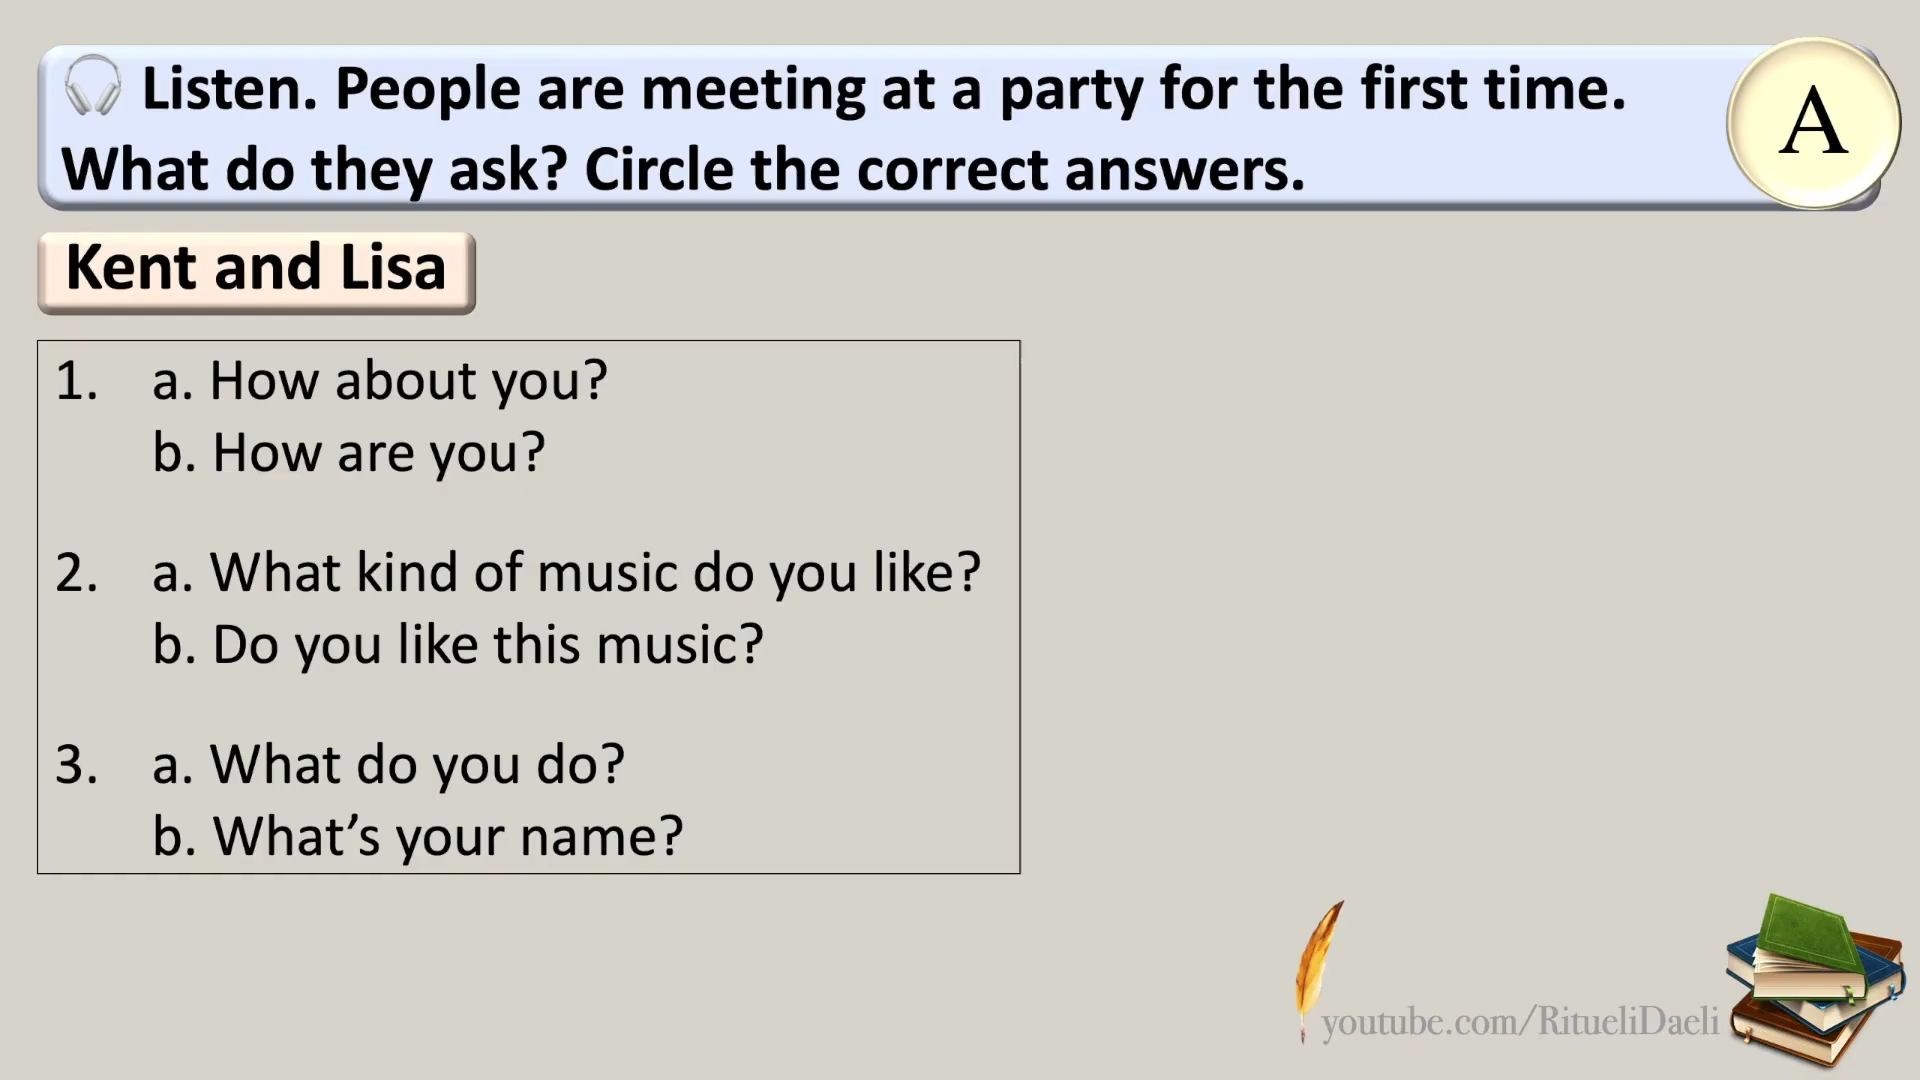 Listen. People are meeting at a party for the first time.
What do they ask? Circle the correct answers.
A
Kent and Lisa
1. a. How about you?
b. How are you?
2. a. What kind of music do you like?
b. Do you like this music?
3. a. What do you do?
b. What’s your name?
youtube.com/RitueliDaeli